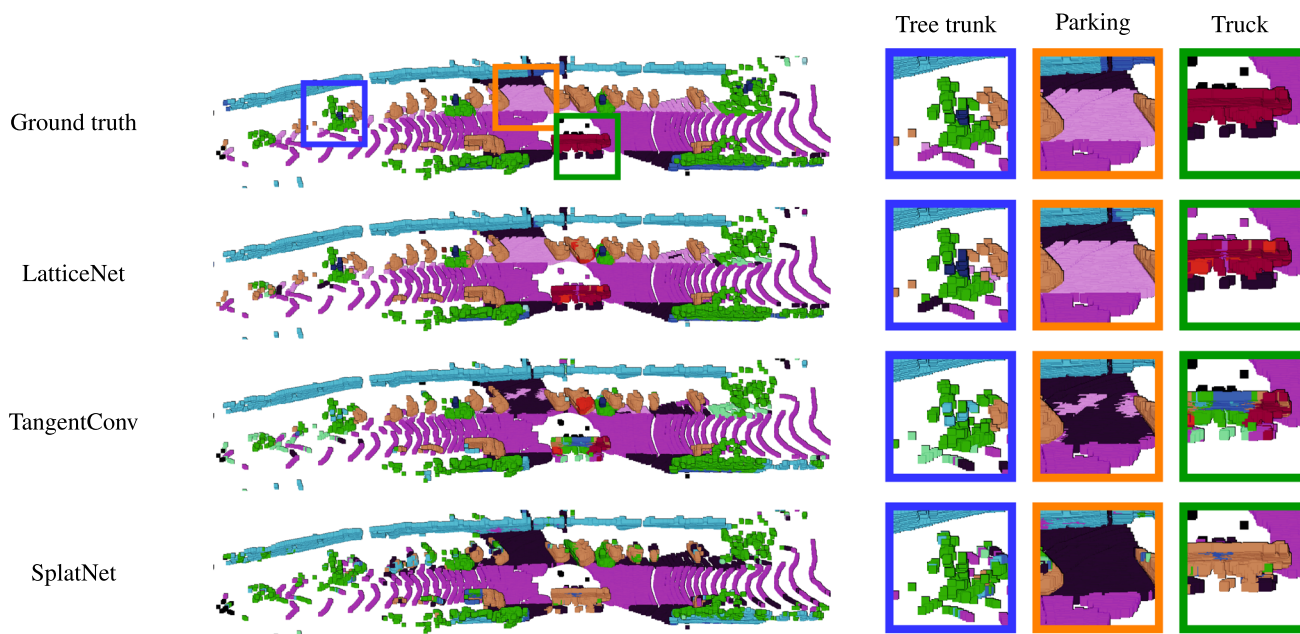 Tree trunk Parking Truck
Ground truth
LatticeNet
TangentConv
SplatNet